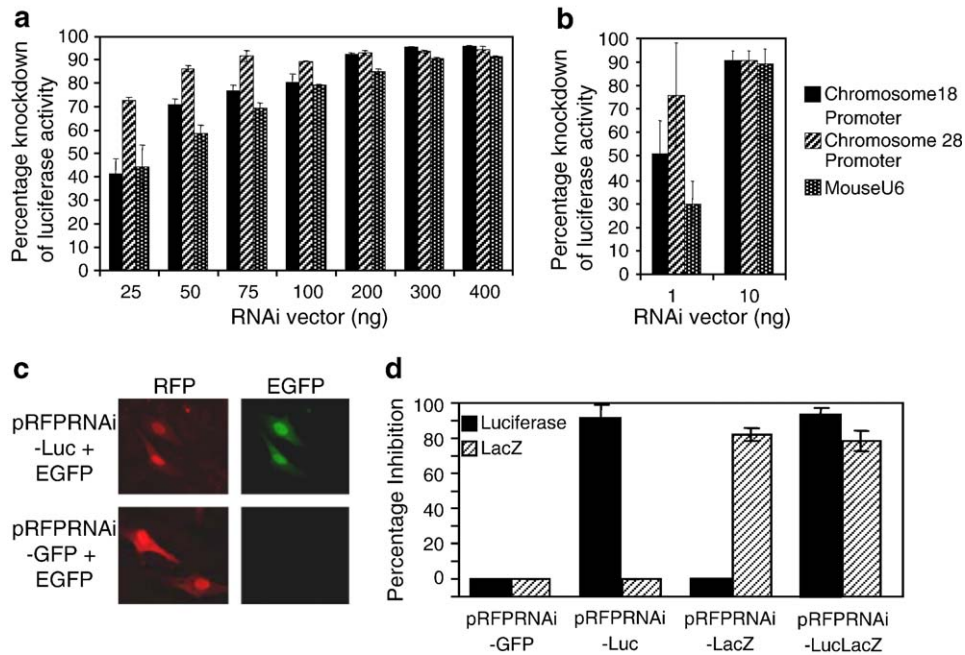 a
Percentage knockdown
of luciferase activity
100
90
80
70
60
50
40
30
20
10
0
25 50 75 100 200 300 400
RNAi vector (ng)
b
Percentage knockdown
of luciferase activity
100
90
80
70
60
50
40
30
20
10
0
1 10
RNAi vector (ng)
Chromosome18
Promoter
Chromosome 28
Promoter
MouseU6
c
RFP EGFP
pRFPRNAi
-Luc +
EGFP
pRFPRNAi
-GFP +
EGFP
d
Percentage Inhibition
100
80
60
80
20
0
Luciferase
LacZ
pRFPRNAi
-GFP
pRFPRNAi
-Luc
pRFPRNAi
-LacZ
pRFPRNAi
-LucLacZ